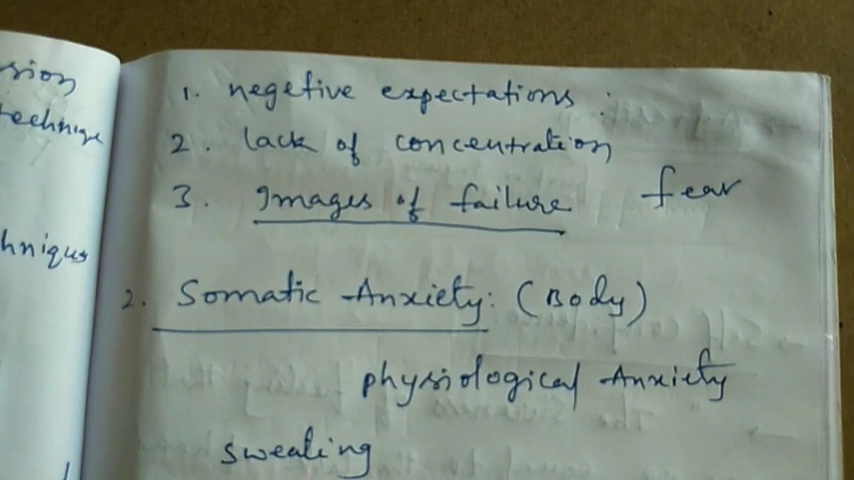 1. negetive expectations :
2. lack of concentration
3. Images of failure fear
2. Somatic Anxiety: (Body)
physiological Anxiety
sweating
technique
hniques